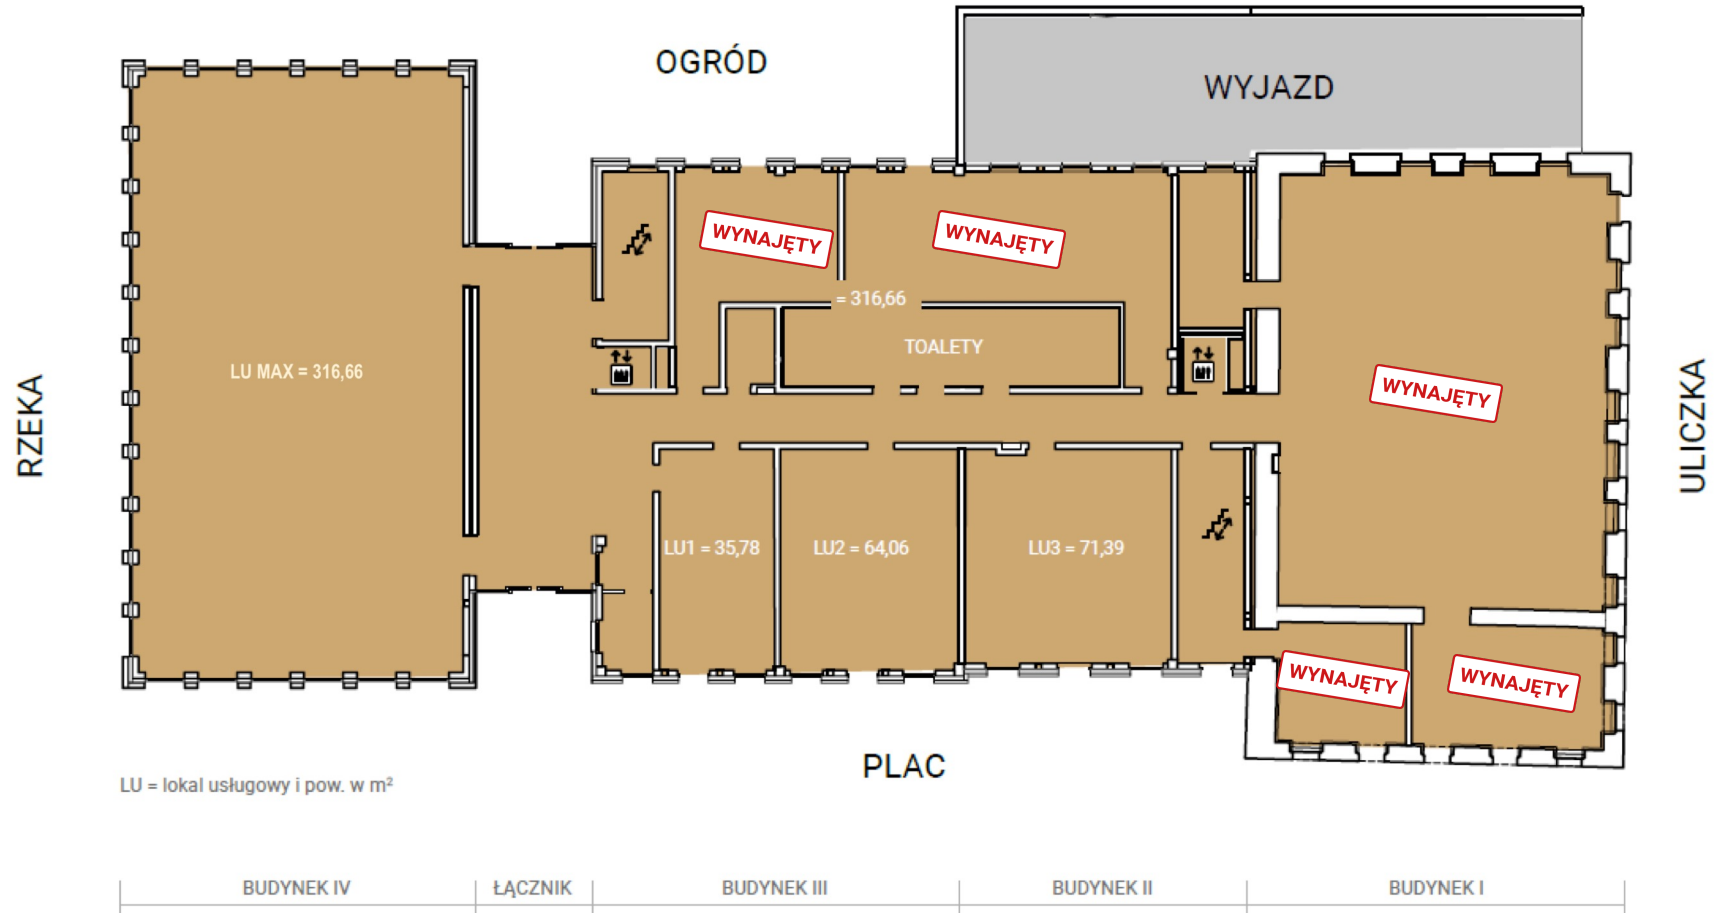 OGRÓD
WYJAZD
WYNAJĘTY
WYNAJĘTY
= 316,66
TOALETY
LU MAX = 316,66
WYNAJĘTY
RZEKA
ULICZKA
LU1 = 35,78
LU2 = 64,06
LU3 = 71,39
WYNAJĘTY
WYNAJĘTY
PLAC
LU = lokal usługowy i pow. w m²
BUDYNEK IV
ŁĄCZNIK
BUDYNEK III
BUDYNEK II
BUDYNEK I